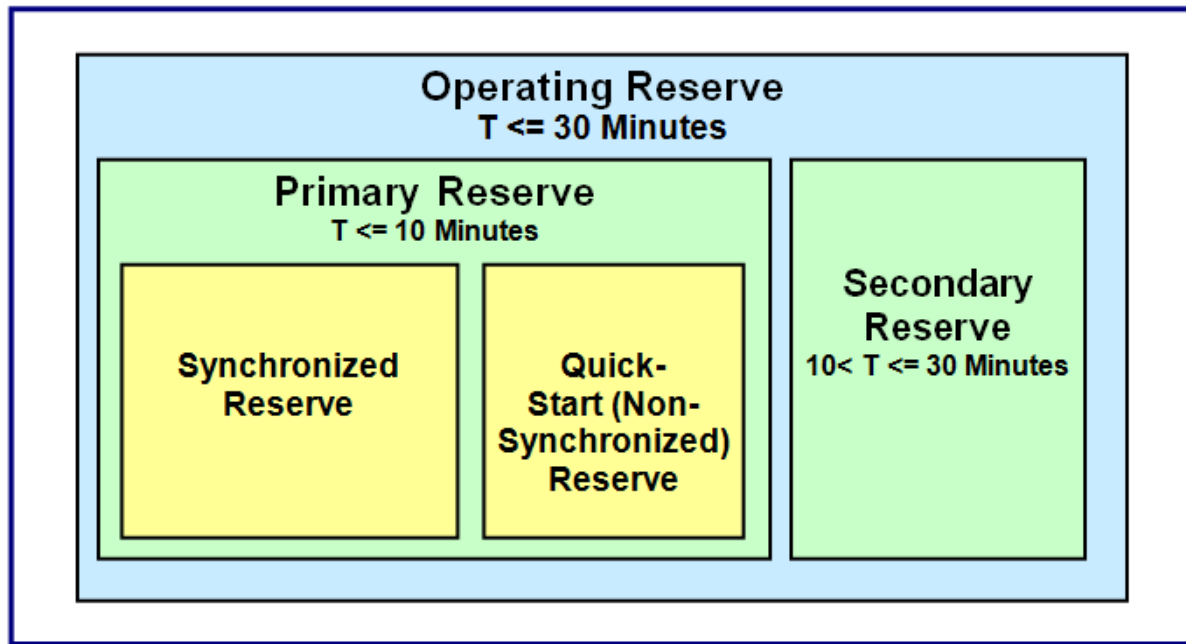 Operating Reserve
T <= 30 Minutes
Primary Reserve
T <= 10 Minutes
Synchronized
Reserve
Quick-
Start (Non-
Synchronized)
Reserve
Secondary
Reserve
10< T <= 30 Minutes